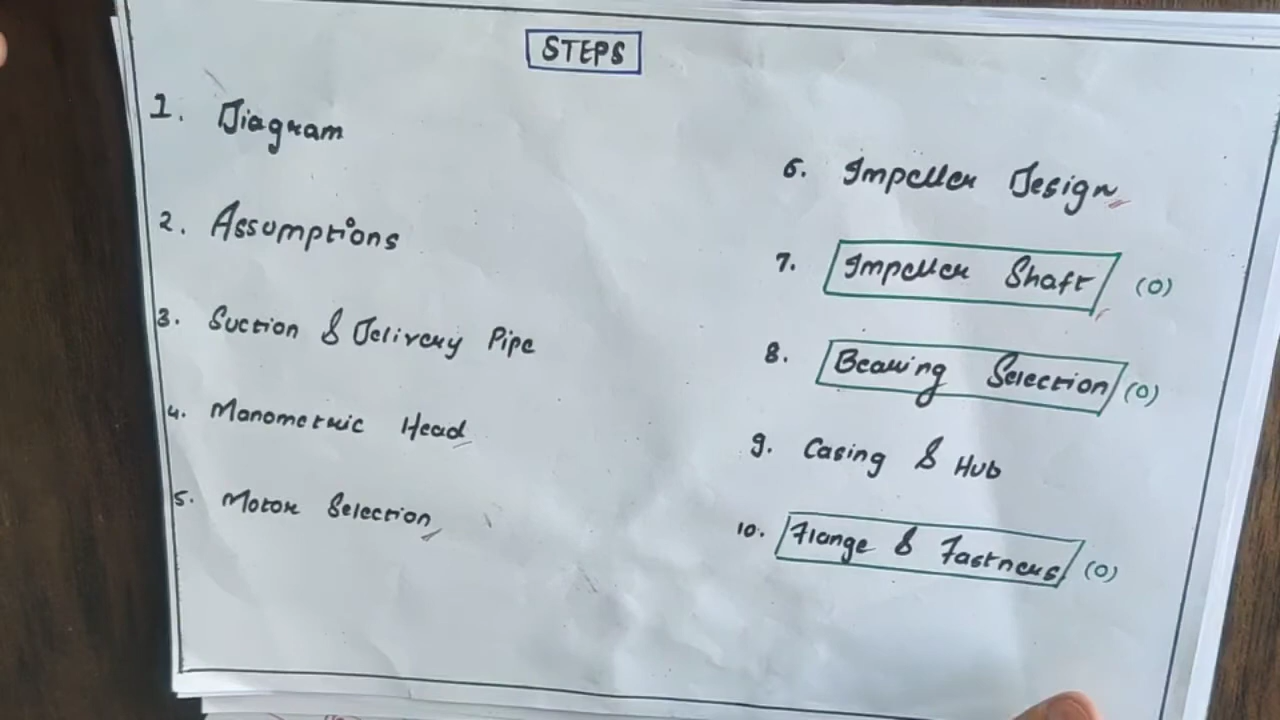 STEPS
1. Diagram
2. Assumptions
3. Suction & Delivery Pipe
4. Manometric Head
5. Motor Selection
6. Impeller Design
7. Impeller Shaft (0)
8. Bearing Selection (0)
9. Casing & Hub
10. Flange & Fastners (0)